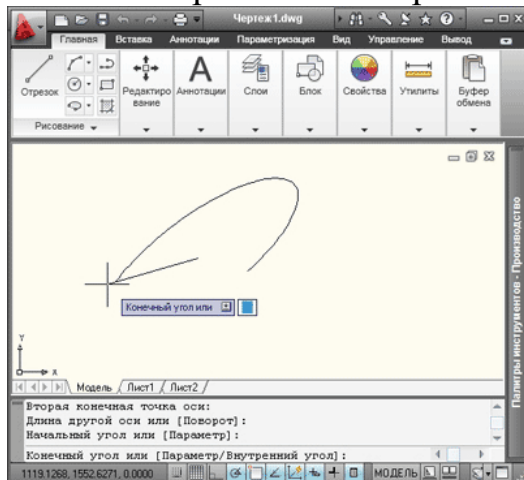 Чертеж1.dwg
Главная Вставка Аннотации Параметризация Вид Управление Вывод
Отрезок
Редактиро
вание
Аннотации
Слои
Блок
Свойства
Утилиты
Буфер
обмена
Рисование
Палитры инструментов - Производство
Конечный угол или
Y
X
Модель Лист1 Лист2
Вторая конечная точка оси:
Длина другой оси или [Поворот]:
Начальный угол или [Параметр]:
Конечный угол или [Параметр/Внутренний угол]:
1119.1268, 1552.6271, 0.0000 МОДЕЛЬ